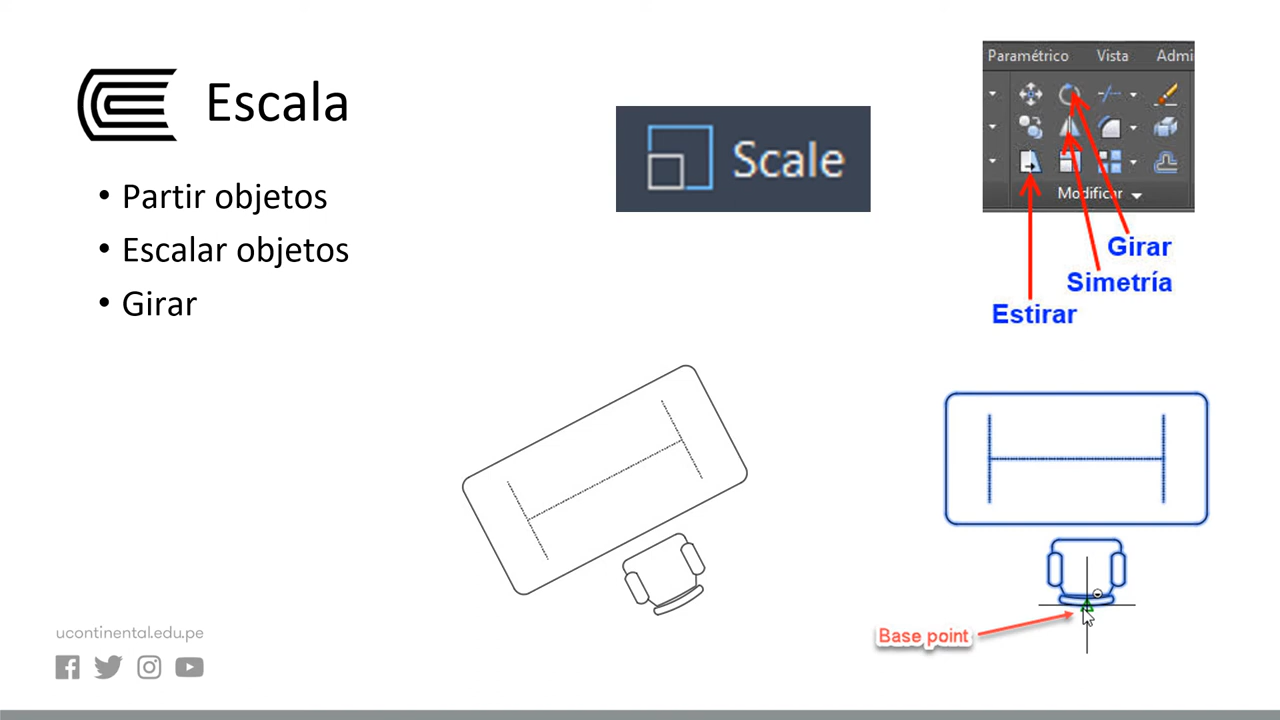 Escala
• Partir objetos
• Escalar objetos
• Girar
Scale
Paramétrico Vista Admi
Modificar
Girar
Simetría
Estirar
Base point
ucontinental.edu.pe